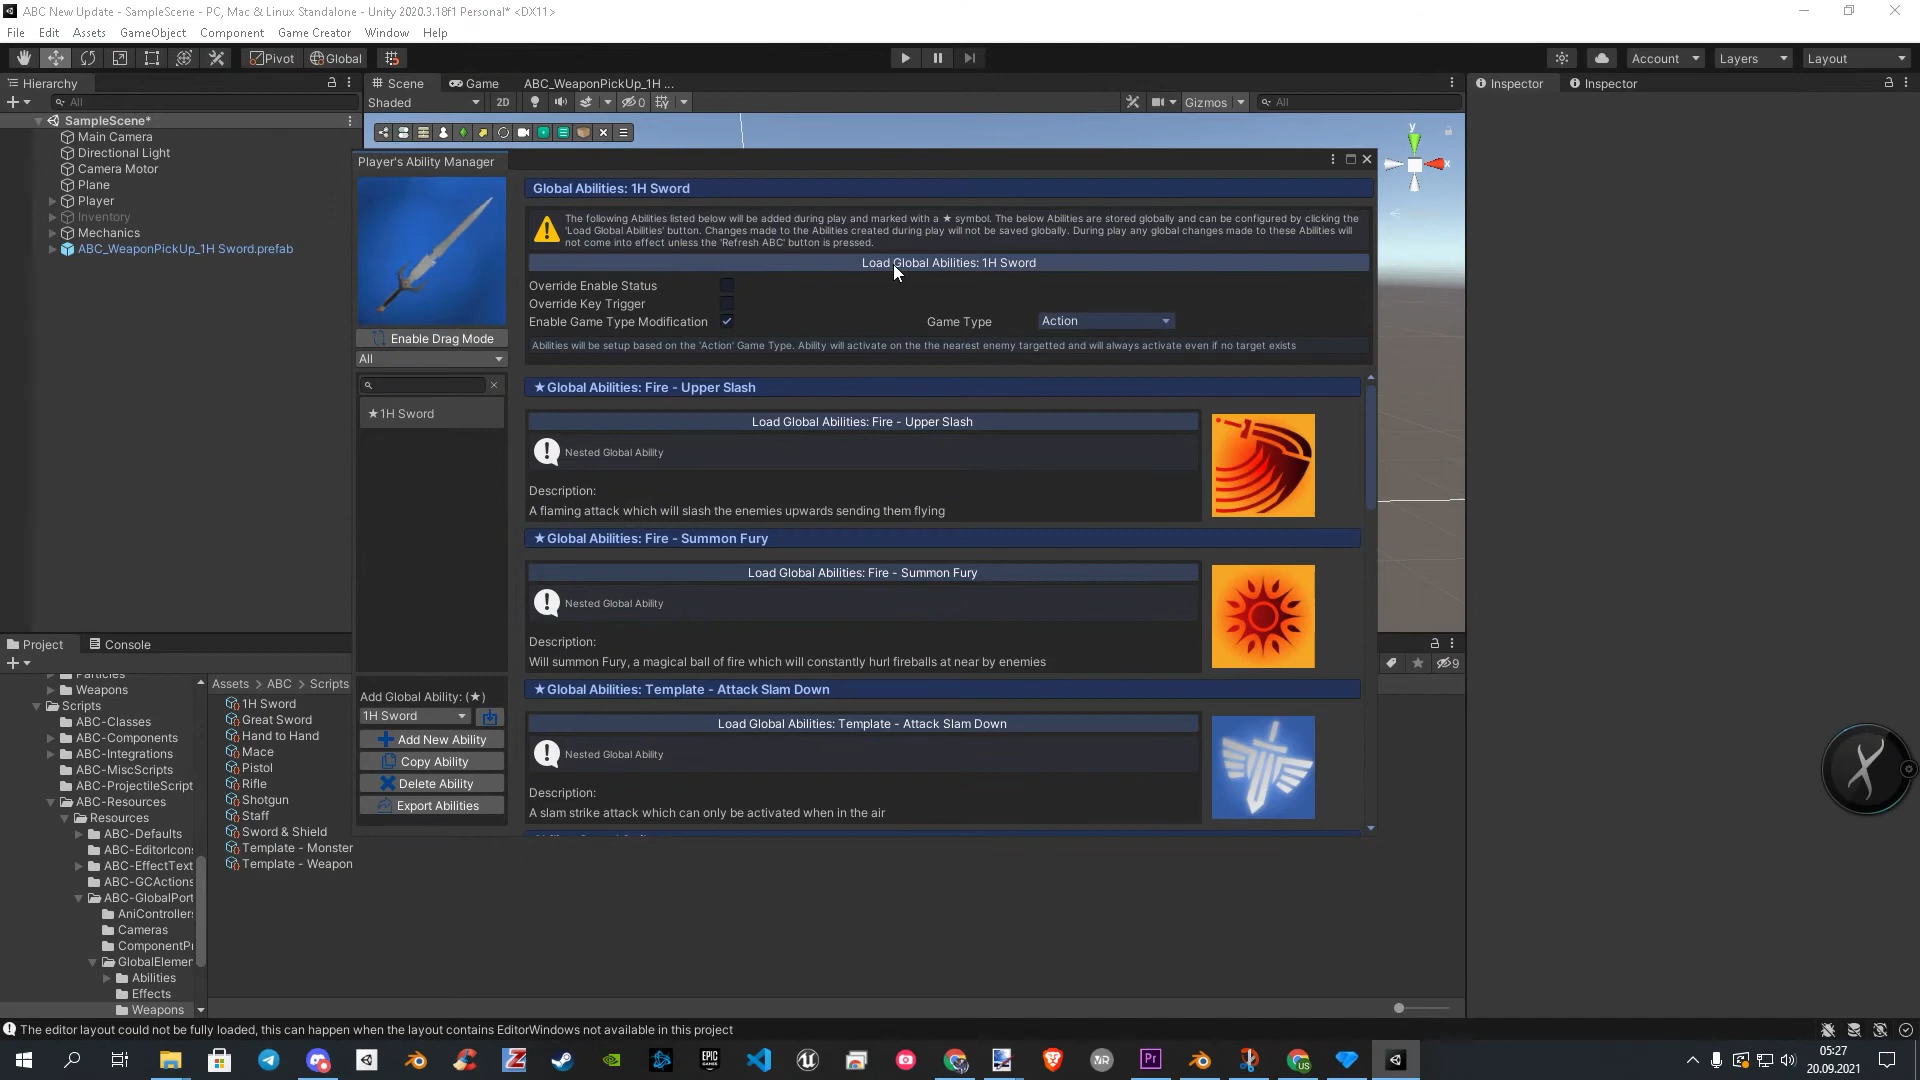 ABC New Update - SampleScene - PC, Mac & Linux Standalone - Unity 2020.3.18f1 Personal* <DX11>
File Edit Assets GameObject Component Game Creator Window Help
Pivot Global Account Layers Layout
Hierarchy Scene Game ABC_WeaponPickUp_1H ... Inspector Inspector
All Shaded 2D 0 Gizmos All
SampleScene*
Main Camera
Directional Light
Camera Motor
Plane
Player
Inventory
Mechanics
ABC_WeaponPickUp_1H Sword.prefab
y
x
Player's Ability Manager
Enable Drag Mode
All
★1H Sword
Add Global Ability: (★)
1H Sword
Add New Ability
Copy Ability
Delete Ability
Export Abilities
Global Abilities: 1H Sword
The following Abilities listed below will be added during play and marked with a ★ symbol. The below Abilities are stored globally and can be configured by clicking the
'Load Global Abilities' button. Changes made to the Abilities created during play will not be saved globally. During play any global changes made to these Abilities will
not come into effect unless the 'Refresh ABC' button is pressed.
Load Global Abilities: 1H Sword
Override Enable Status
Override Key Trigger
Enable Game Type Modification Game Type Action
Abilities will be setup based on the 'Action' Game Type. Ability will activate on the the nearest enemy targetted and will always activate even if no target exists
★Global Abilities: Fire - Upper Slash
Load Global Abilities: Fire - Upper Slash
Nested Global Ability
Description:
A flaming attack which will slash the enemies upwards sending them flying
★Global Abilities: Fire - Summon Fury
Load Global Abilities: Fire - Summon Fury
Nested Global Ability
Description:
Will summon Fury, a magical ball of fire which will constantly hurl fireballs at near by enemies
★Global Abilities: Template - Attack Slam Down
Load Global Abilities: Template - Attack Slam Down
Nested Global Ability
Description:
A slam strike attack which can only be activated when in the air
Project Console
9
Particles
Weapons
Scripts
ABC-Classes
ABC-Components
ABC-Integrations
ABC-MiscScripts
ABC-ProjectileScript
ABC-Resources
Resources
ABC-Defaults
ABC-EditorIcon
ABC-EffectText
ABC-GCActions
ABC-GlobalPort
AniController
Cameras
ComponentPr
GlobalElemen
Abilities
Effects
Weapons
Assets > ABC > Scripts
1H Sword
Great Sword
Hand to Hand
Mace
Pistol
Rifle
Shotgun
Staff
Sword & Shield
Template - Monster
Template - Weapon
The editor layout could not be fully loaded, this can happen when the layout contains EditorWindows not available in this project
EPIC
GAMES
VR
Pr
US
05:27
20.09.2021